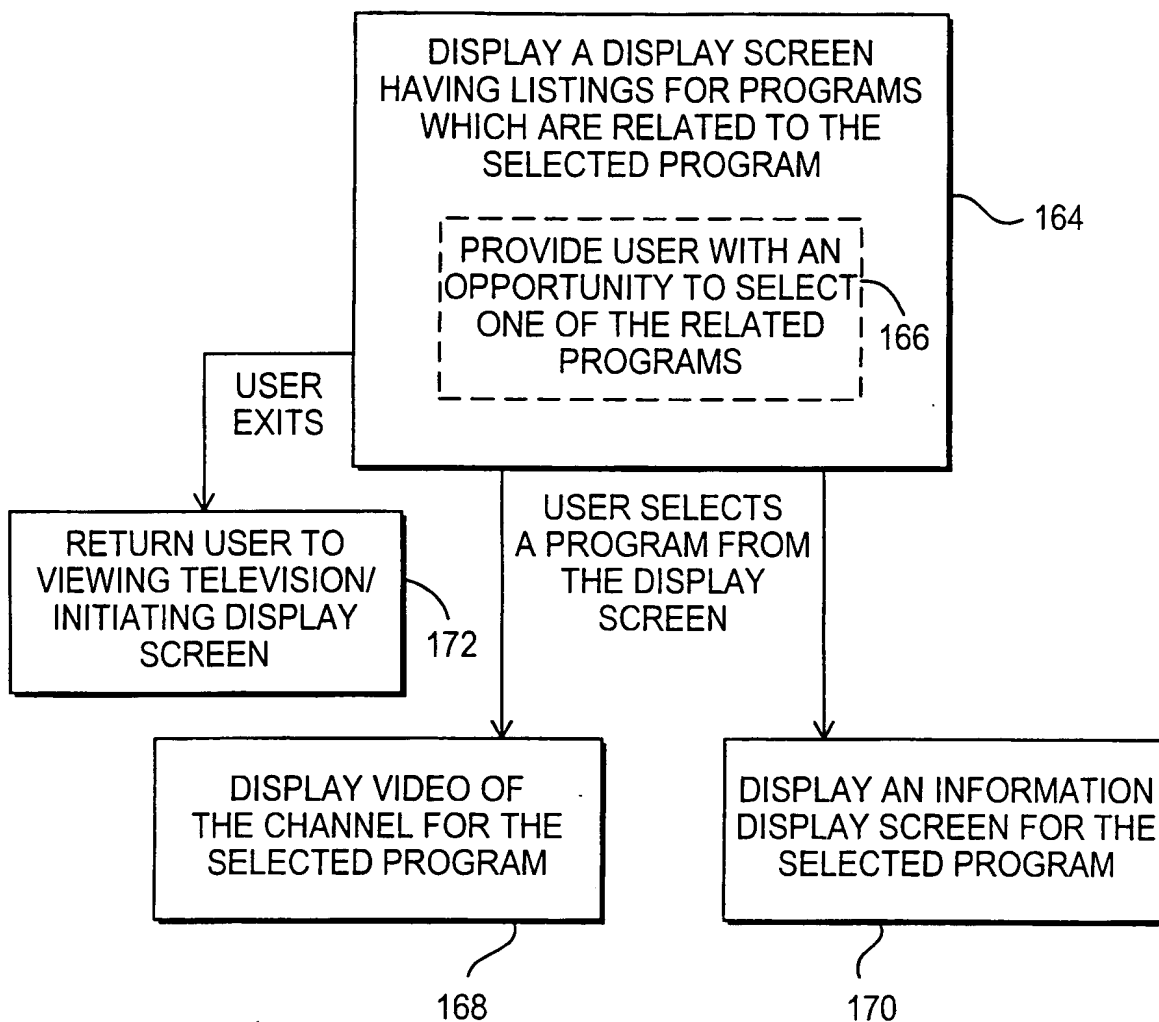 DISPLAY A DISPLAY SCREEN
HAVING LISTINGS FOR PROGRAMS
WHICH ARE RELATED TO THE
SELECTED PROGRAM
164
PROVIDE USER WITH AN
OPPORTUNITY TO SELECT
ONE OF THE RELATED
PROGRAMS
166
USER
EXITS
RETURN USER TO
VIEWING TELEVISION/
INITIATING DISPLAY
SCREEN
172
USER SELECTS
A PROGRAM FROM
THE DISPLAY
SCREEN
DISPLAY VIDEO OF
THE CHANNEL FOR THE
SELECTED PROGRAM
168
DISPLAY AN INFORMATION
DISPLAY SCREEN FOR THE
SELECTED PROGRAM
170